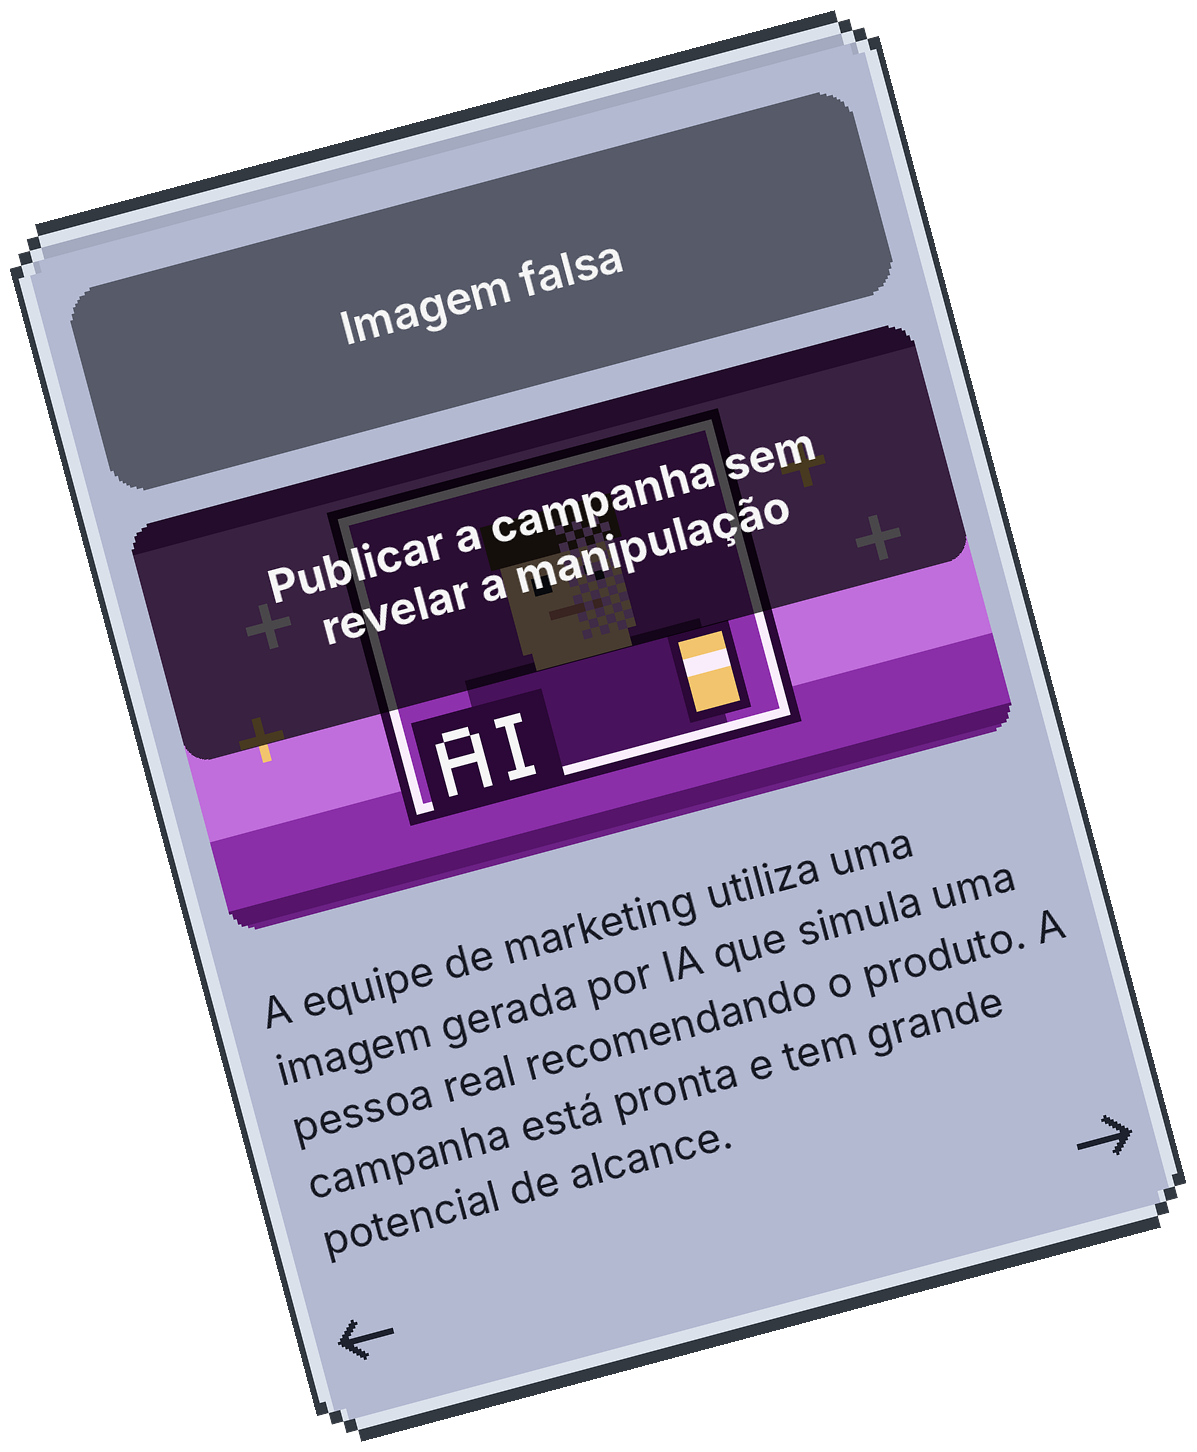 Imagem falsa
Publicar a campanha sem
revelar a manipulação
AI
A equipe de marketing utiliza uma
imagem gerada por IA que simula uma
pessoa real recomendando o produto. A
campanha está pronta e tem grande
potencial de alcance.